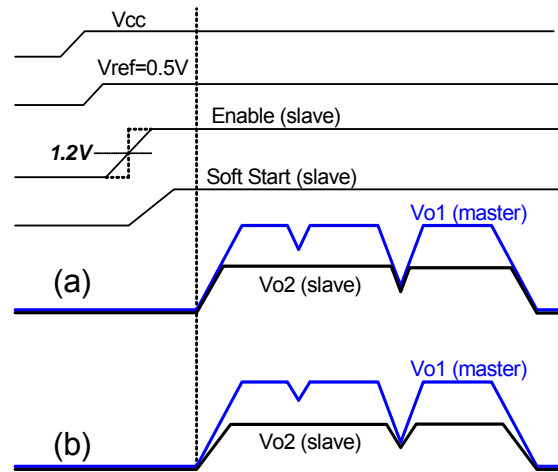 Vcc
Vref=0.5V
Enable (slave)
1.2V
Soft Start (slave)
Vo1 (master)
(a)
Vo2 (slave)
Vo1 (master)
(b)
Vo2 (slave)